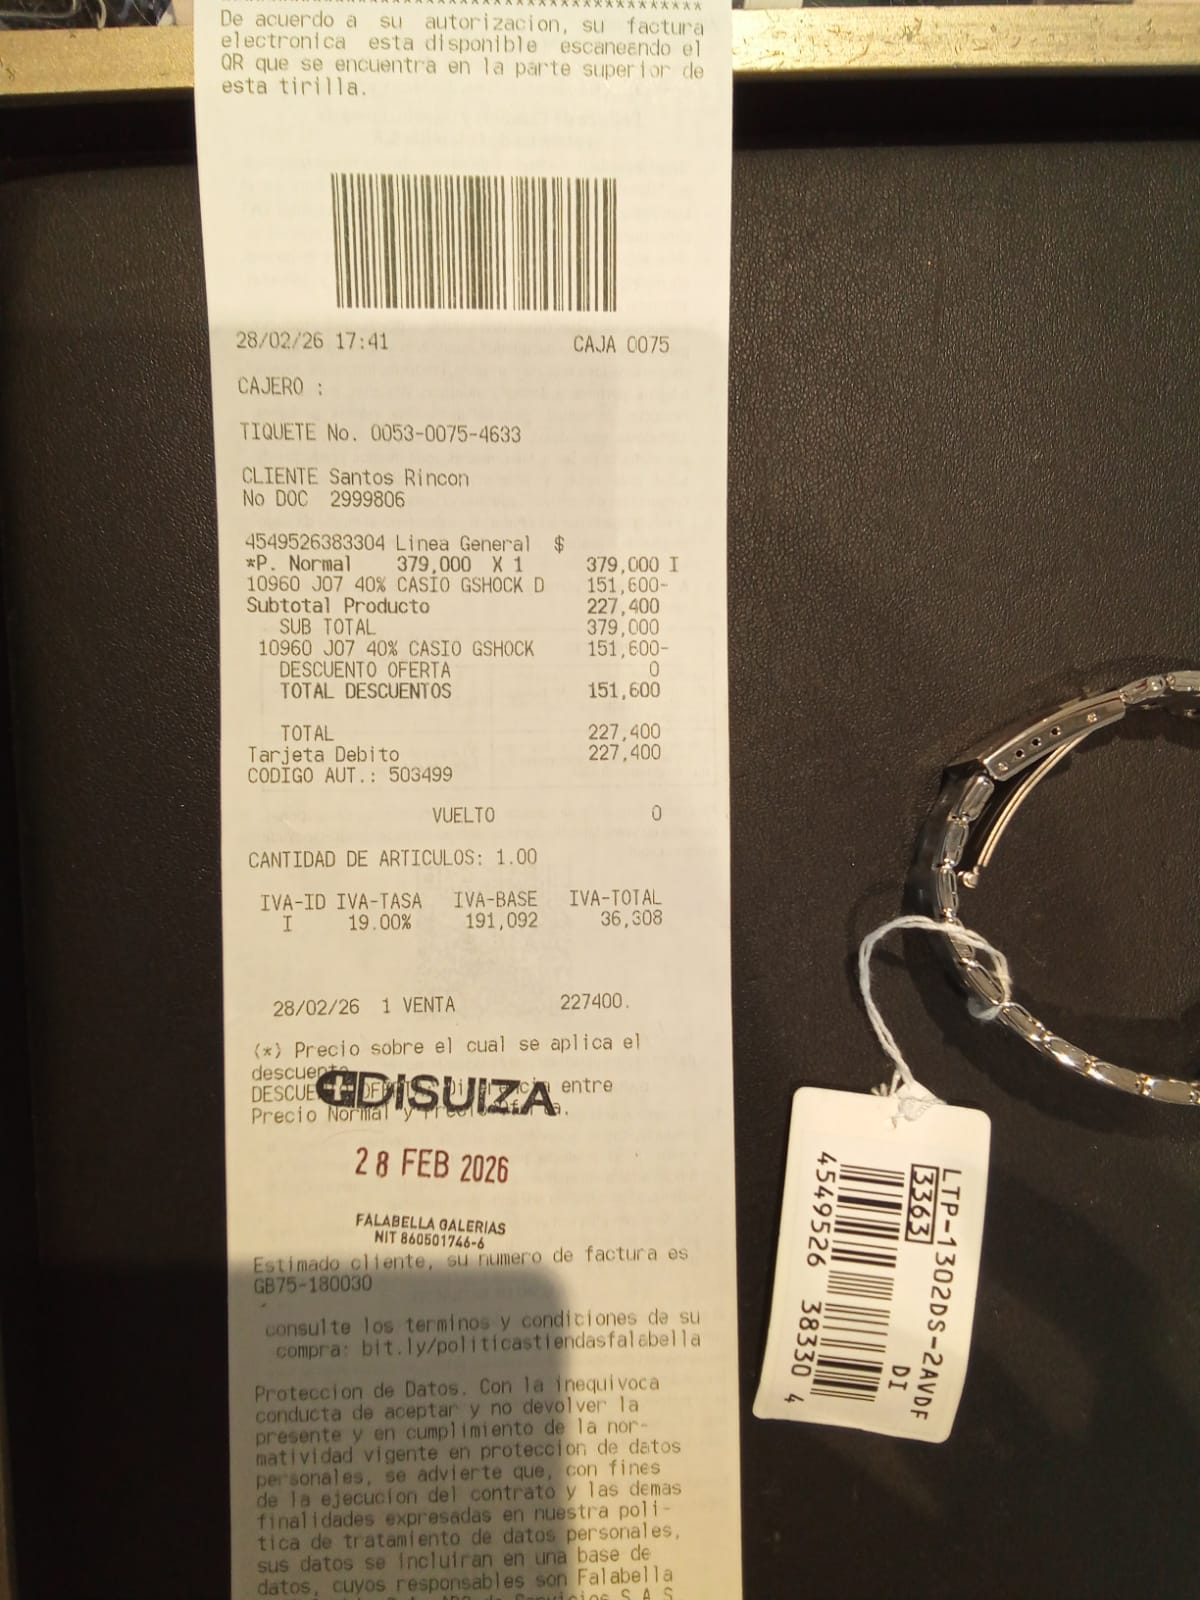 De acuerdo a su autorizacion, su factura
electronica esta disponible escaneando el
QR que se encuentra en la parte superior de
esta tirilla.
28/02/26 17:41 CAJA 0075
CAJERO :
TIQUETE No. 0053-0075-4633
CLIENTE Santos Rincon
No DOC 2999806
4549526383304 Linea General $
*P. Normal 379,000 X 1 379,000 I
10960 J07 40% CASIO GSHOCK D 151,600-
Subtotal Producto 227,400
SUB TOTAL 379,000
10960 J07 40% CASIO GSHOCK 151,600-
DESCUENTO OFERTA 0
TOTAL DESCUENTOS 151,600
TOTAL 227,400
Tarjeta Debito 227,400
CODIGO AUT.: 503499
VUELTO 0
CANTIDAD DE ARTICULOS: 1.00
IVA-ID IVA-TASA IVA-BASE IVA-TOTAL
I 19.00% 191,092 36,308
28/02/26 1 VENTA 227400.
(*) Precio sobre el cual se aplica el
descuento
DISUIZA
entre
Precio Normal y
28 FEB 2026
FALABELLA GALERIAS
NIT 860501746-6
Estimado cliente, su numero de factura es
GB75-180030
consulte los terminos y condiciones de su
compra: bit.ly/politicastiendasfalabella
Proteccion de Datos. Con la inequivoca
conducta de aceptar y no devolver la
presente y en cumplimiento de la nor-
matividad vigente en proteccion de datos
personales, se advierte que, con fines
de la ejecucion del contrato y las demas
finalidades expresadas en nuestra poli-
tica de tratamiento de datos personales,
sus datos se incluiran en una base de
datos, cuyos responsables son Falabella
LTP-1302DS-2AVDF
3363 DI
4549526 38330 4